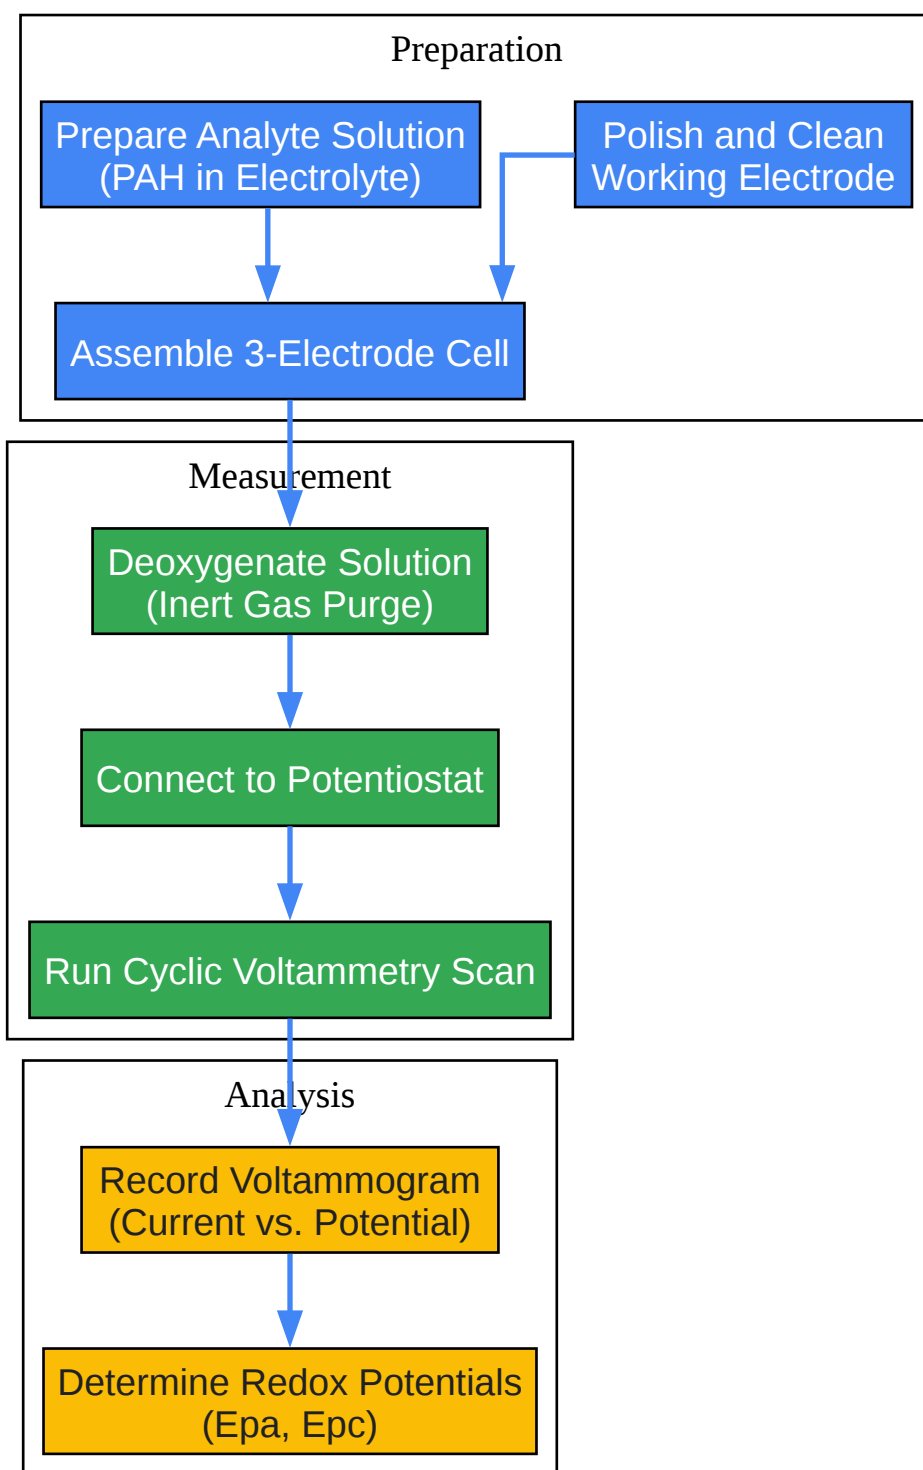 Preparation
Prepare Analyte Solution
(PAH in Electrolyte)
Polish and Clean
Working Electrode
Assemble 3-Electrode Cell
Measurement
Deoxygenate Solution
(Inert Gas Purge)
Connect to Potentiostat
Run Cyclic Voltammetry Scan
Analysis
Record Voltammogram
(Current vs. Potential)
Determine Redox Potentials
(Epa, Epc)